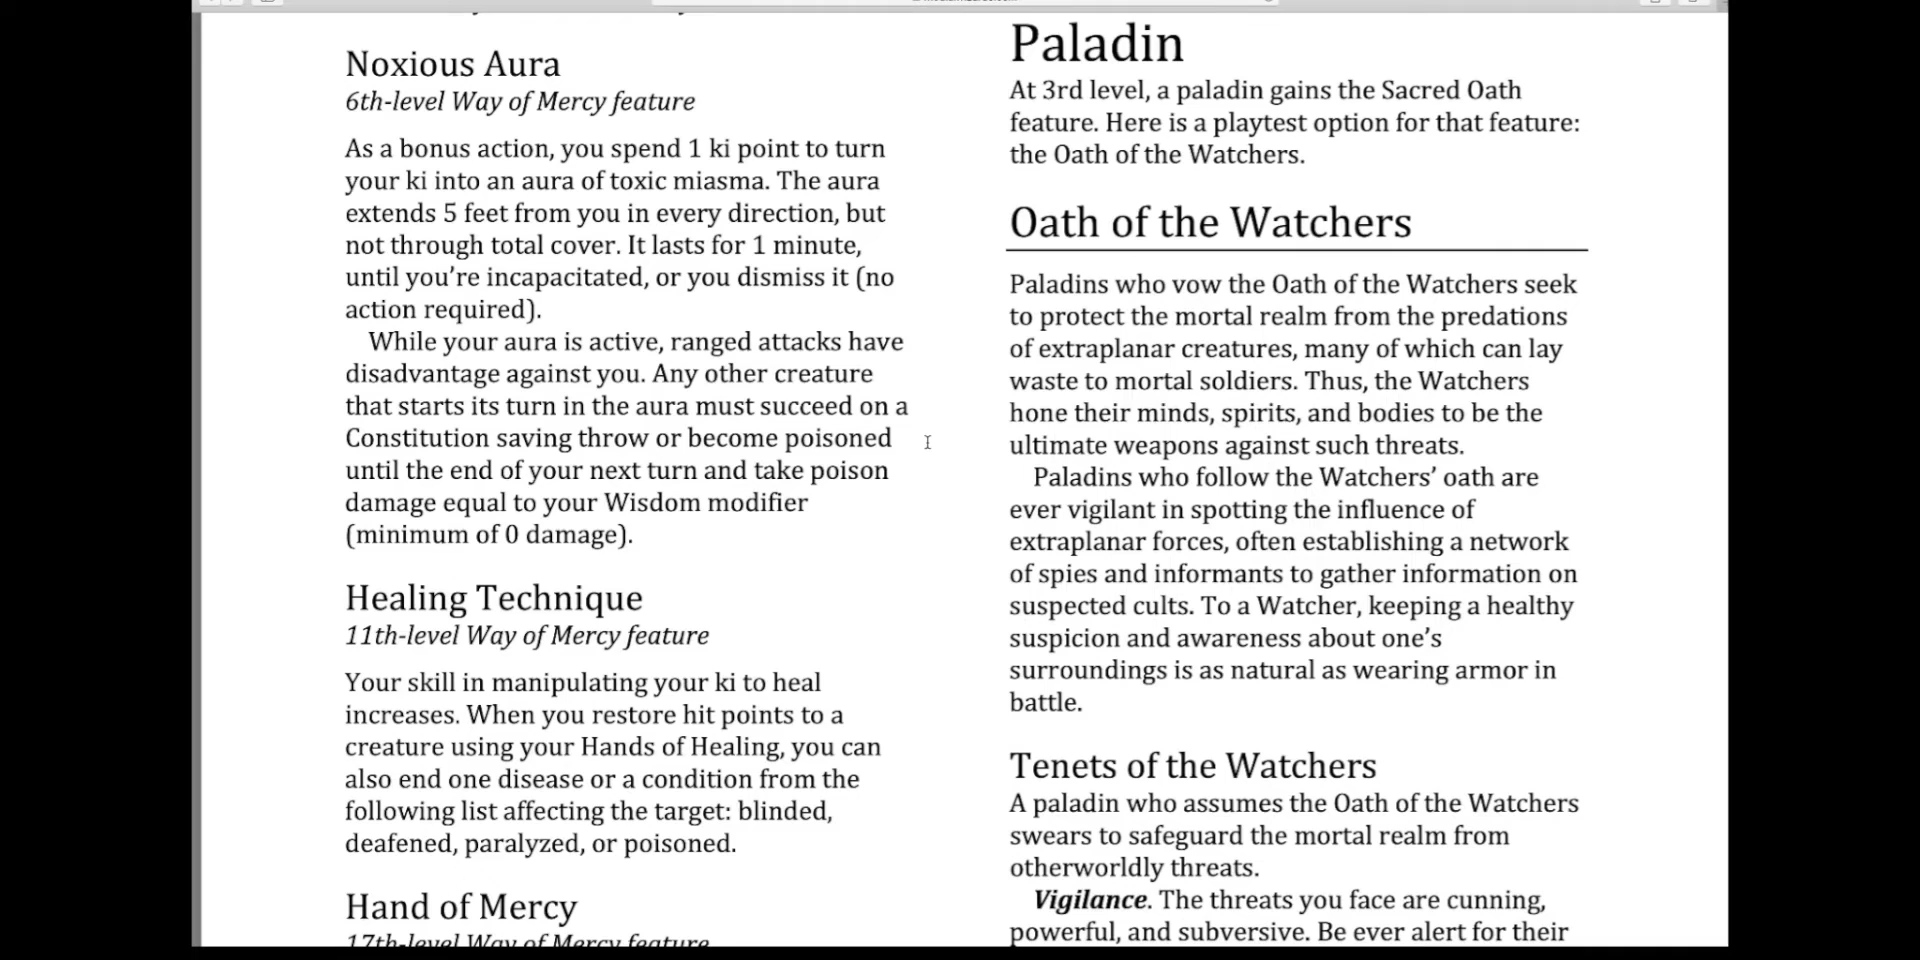 Noxious Aura
6th-level Way of Mercy feature
As a bonus action, you spend 1 ki point to turn
your ki into an aura of toxic miasma. The aura
extends 5 feet from you in every direction, but
not through total cover. It lasts for 1 minute,
until you’re incapacitated, or you dismiss it (no
action required).
While your aura is active, ranged attacks have
disadvantage against you. Any other creature
that starts its turn in the aura must succeed on a
Constitution saving throw or become poisoned
until the end of your next turn and take poison
damage equal to your Wisdom modifier
(minimum of 0 damage).
Healing Technique
11th-level Way of Mercy feature
Your skill in manipulating your ki to heal
increases. When you restore hit points to a
creature using your Hands of Healing, you can
also end one disease or a condition from the
following list affecting the target: blinded,
deafened, paralyzed, or poisoned.
Hand of Mercy
17th-level Way of Mercy feature
Paladin
At 3rd level, a paladin gains the Sacred Oath
feature. Here is a playtest option for that feature:
the Oath of the Watchers.
Oath of the Watchers
Paladins who vow the Oath of the Watchers seek
to protect the mortal realm from the predations
of extraplanar creatures, many of which can lay
waste to mortal soldiers. Thus, the Watchers
hone their minds, spirits, and bodies to be the
ultimate weapons against such threats.
Paladins who follow the Watchers’ oath are
ever vigilant in spotting the influence of
extraplanar forces, often establishing a network
of spies and informants to gather information on
suspected cults. To a Watcher, keeping a healthy
suspicion and awareness about one’s
surroundings is as natural as wearing armor in
battle.
Tenets of the Watchers
A paladin who assumes the Oath of the Watchers
swears to safeguard the mortal realm from
otherworldly threats.
Vigilance. The threats you face are cunning,
powerful, and subversive. Be ever alert for their